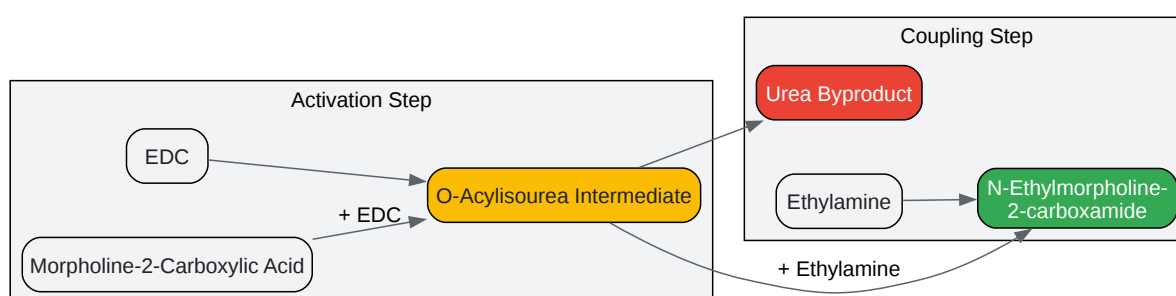 Coupling Step
Urea Byproduct
Activation Step
EDC
O-Acylisourea Intermediate
Ethylamine
N-Ethylmorpholine-
2-carboxamide
+ EDC
Morpholine-2-Carboxylic Acid
+ Ethylamine